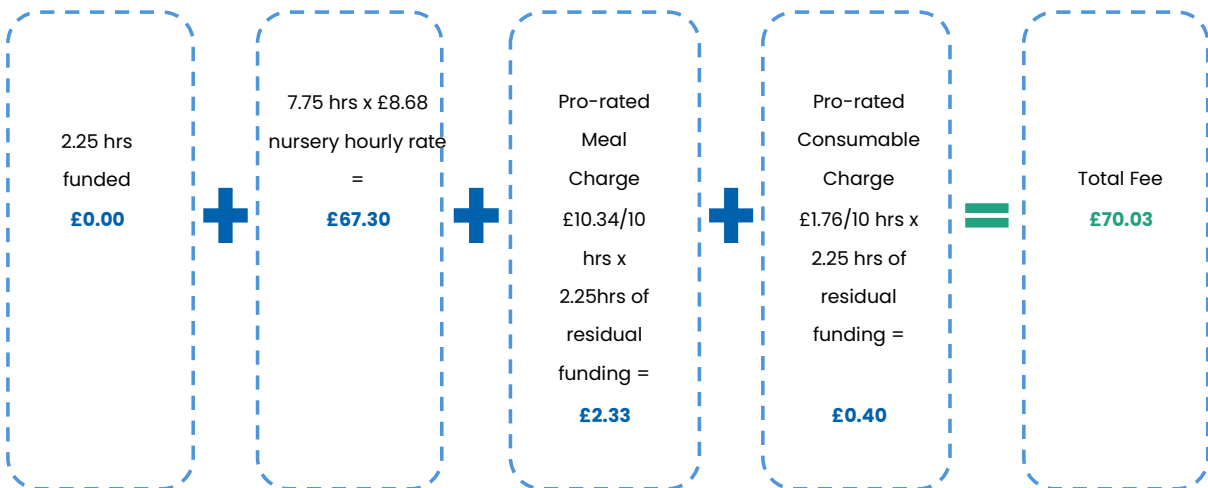 2.25 hrs
funded
£0.00
7.75 hrs x £8.68
nursery hourly rate
=
£67.30
Pro-rated
Meal
Charge
£10.34/10
hrs x
2.25hrs of
residual
funding =
£2.33
Pro-rated
Consumable
Charge
£1.76/10 hrs x
2.25 hrs of
residual
funding =
£0.40
Total Fee
£70.03